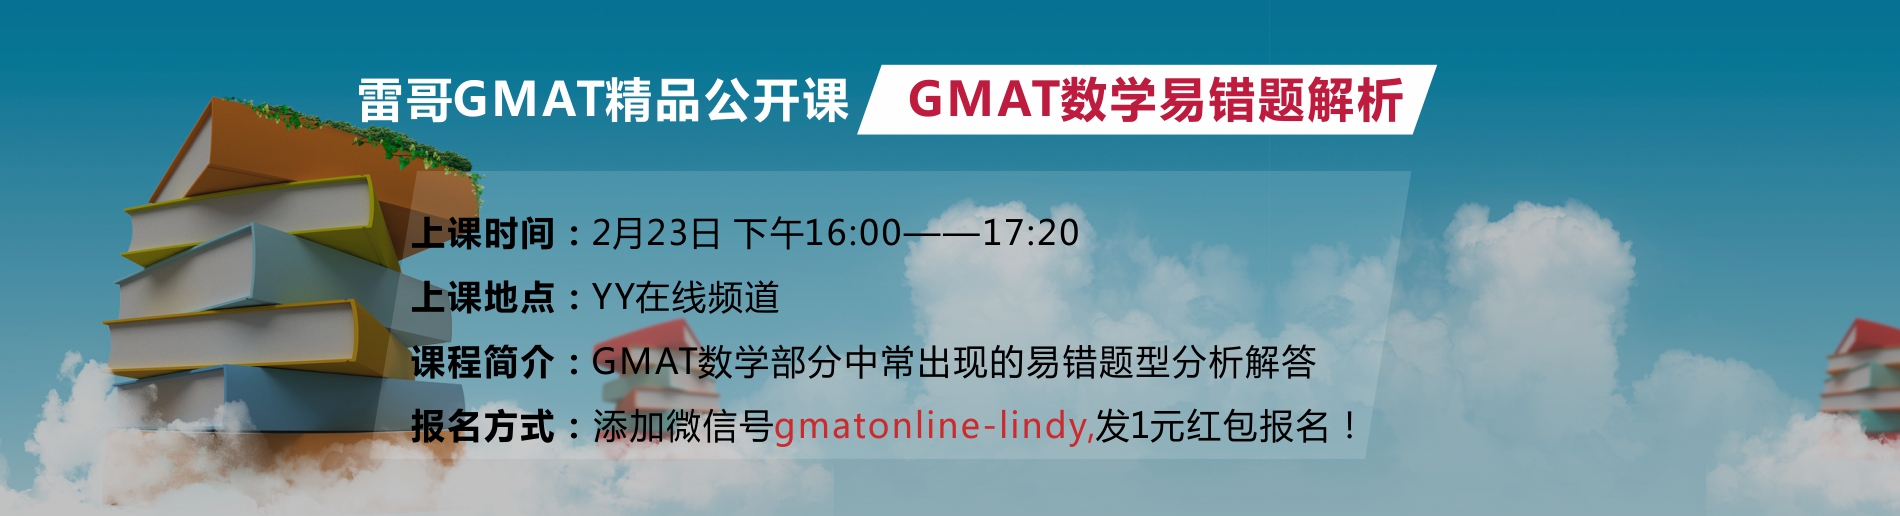 雷哥GMAT精品公开课 GMAT数学易错题解析
上课时间：2月23日 下午16:00——17:20
上课地点：YY在线频道
课程简介：GMAT数学部分中常出现的易错题型分析解答
报名方式：添加微信号gmatonline-lindy,发1元红包报名！